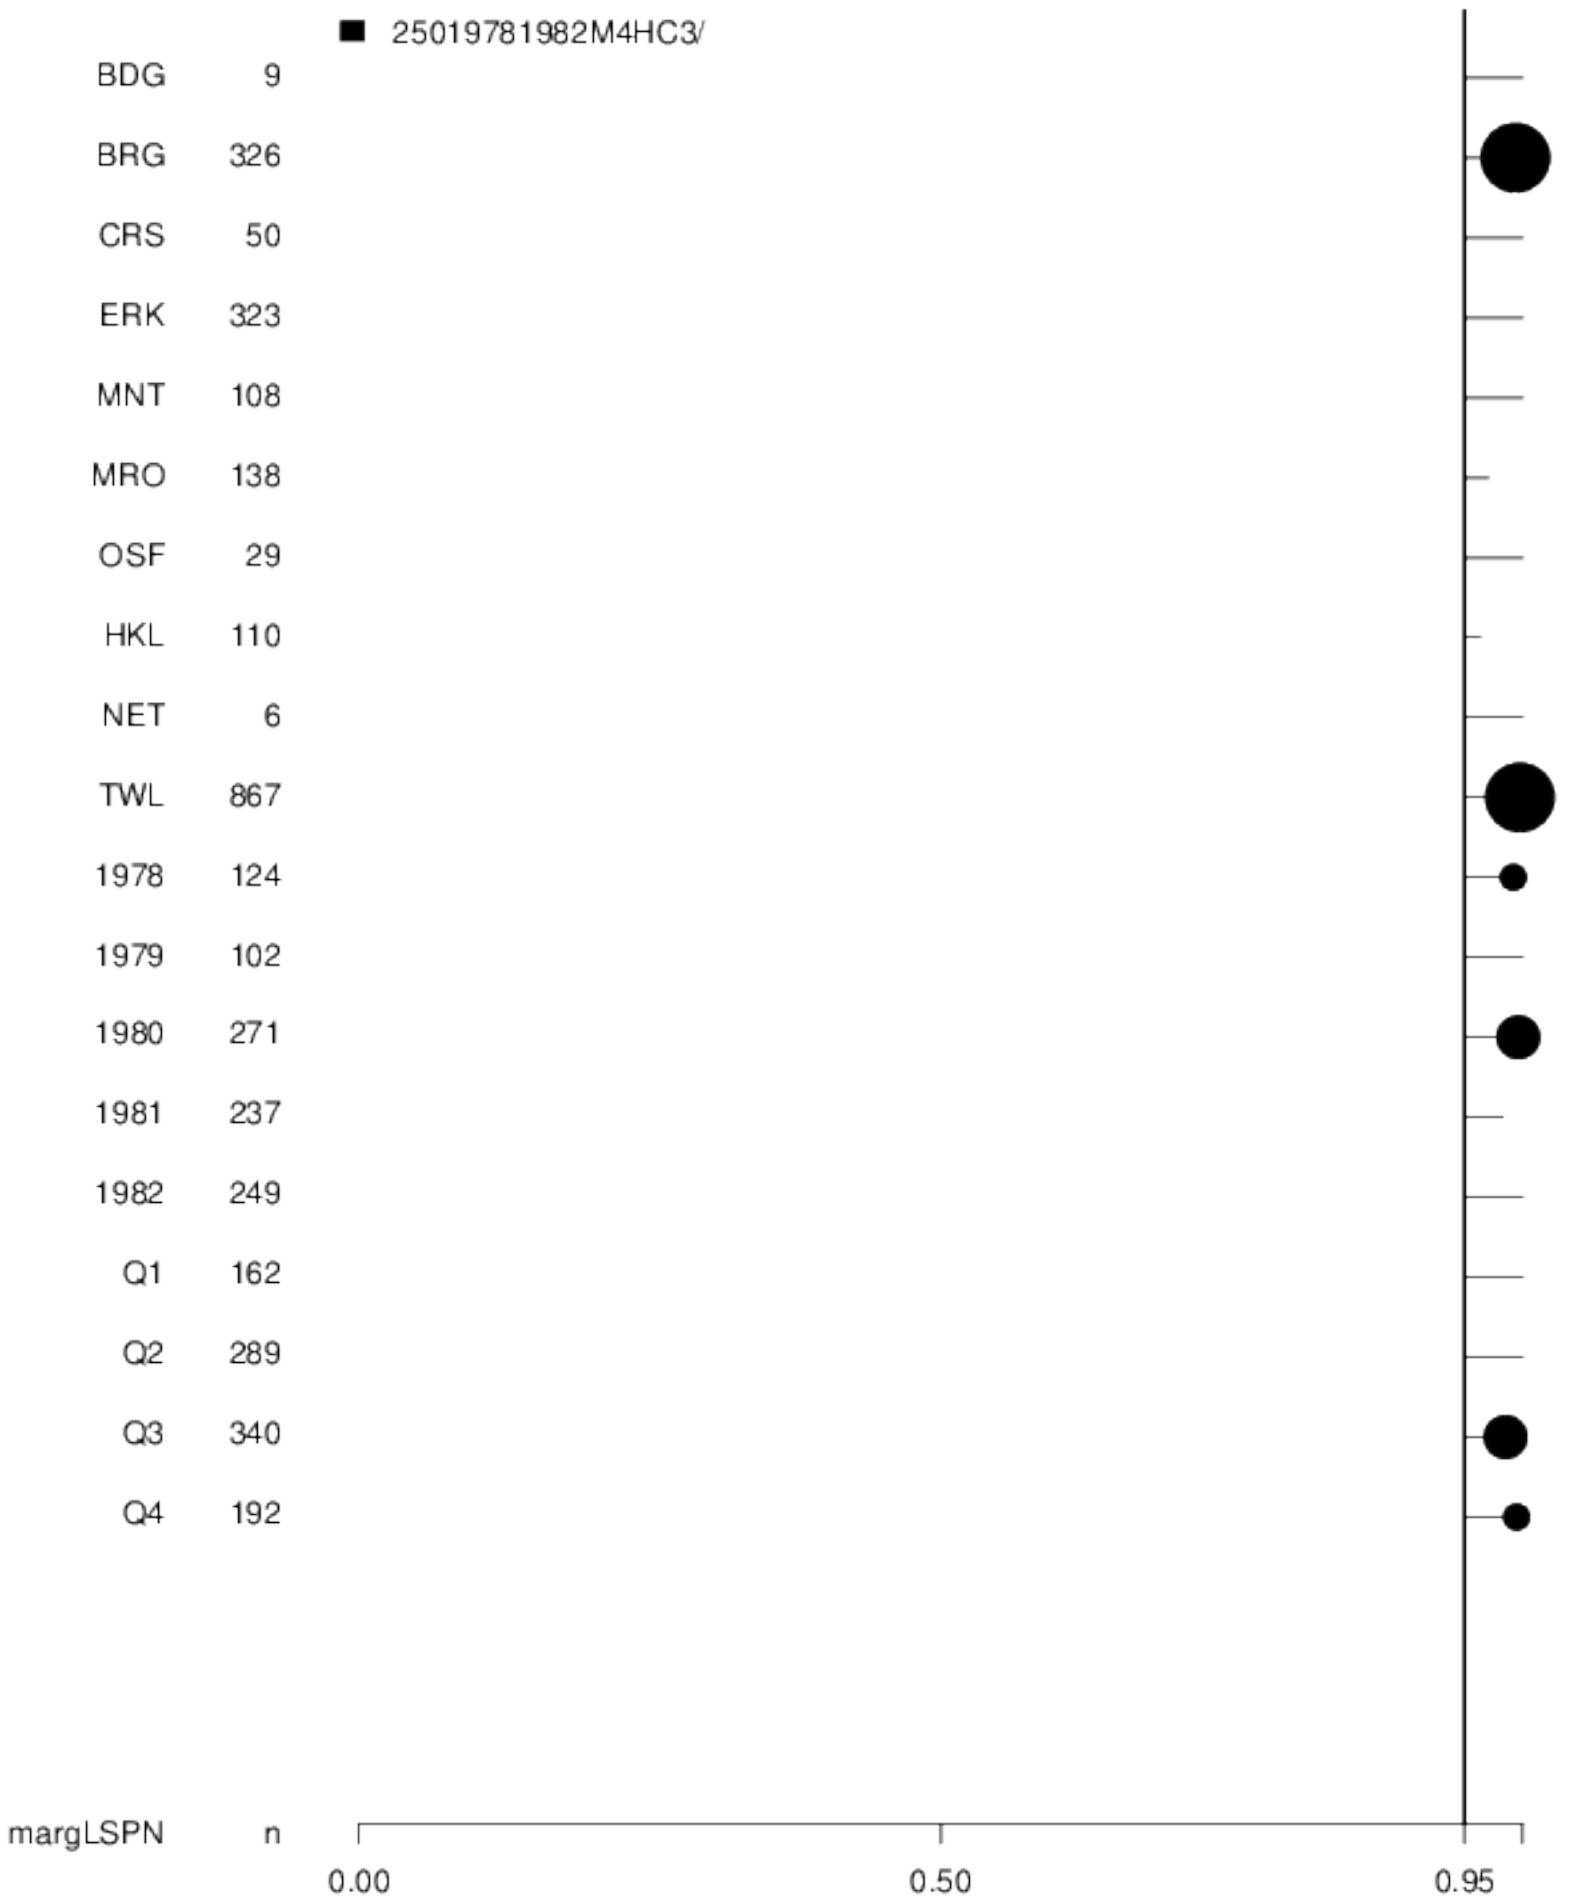 25019781982M4HC3/
BDG 9
BRG 326
CRS 50
ERK 323
MNT 108
MRO 138
OSF 29
HKL 110
NET 6
TWL 867
1978 124
1979 102
1980 271
1981 237
1982 249
Q1 162
Q2 289
Q3 340
Q4 192
margLSPN n
0.00 0.50 0.95